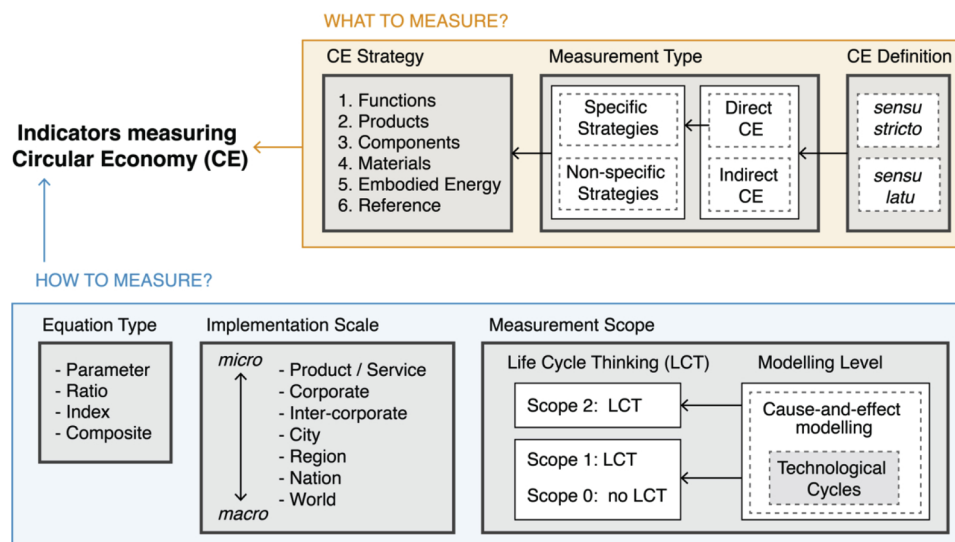 WHAT TO MEASURE?
CE Strategy
1. Functions
2. Products
3. Components
4. Materials
5. Embodied Energy
6. Reference
Measurement Type
Specific
Strategies
Non-specific
Strategies
Direct
CE
Indirect
CE
CE Definition
sensu
stricto
sensu
latu
Indicators measuring
Circular Economy (CE)
HOW TO MEASURE?
Equation Type
- Parameter
- Ratio
- Index
- Composite
Implementation Scale
micro
macro
- Product / Service
- Corporate
- Inter-corporate
- City
- Region
- Nation
- World
Measurement Scope
Life Cycle Thinking (LCT)
Scope 2: LCT
Scope 1: LCT
Scope 0: no LCT
Modelling Level
Cause-and-effect
modelling
Technological
Cycles